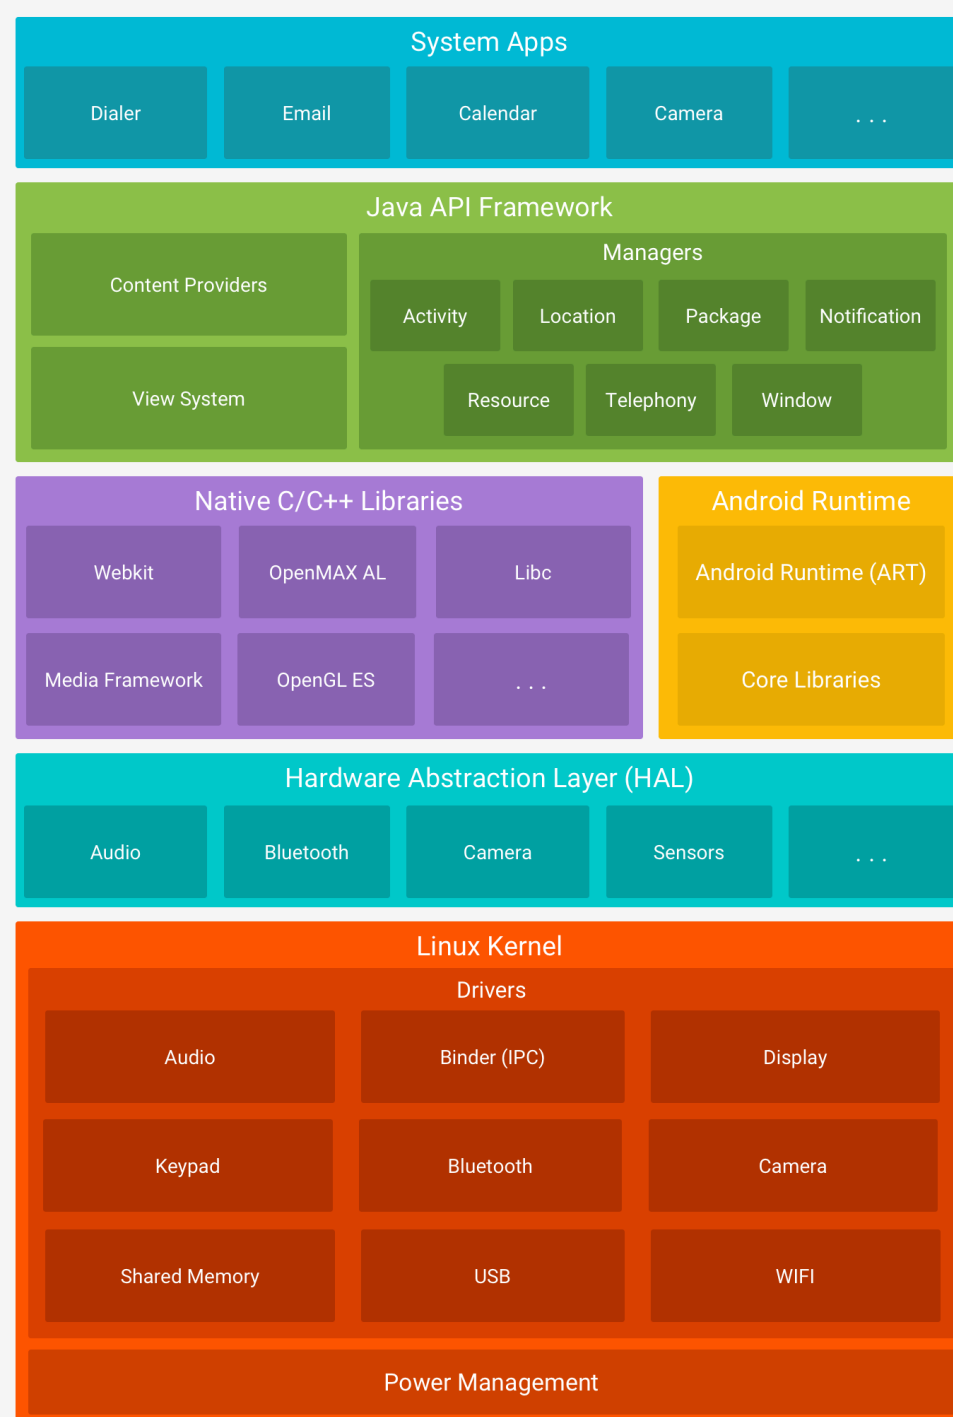 System Apps
Dialer Email Calendar Camera . . .
Java API Framework
Content Providers
View System
Managers
Activity Location Package Notification
Resource Telephony Window
Native C/C++ Libraries
Webkit OpenMAX AL Libc
Media Framework OpenGL ES . . .
Android Runtime
Android Runtime (ART)
Core Libraries
Hardware Abstraction Layer (HAL)
Audio Bluetooth Camera Sensors . . .
Linux Kernel
Drivers
Audio Binder (IPC) Display
Keypad Bluetooth Camera
Shared Memory USB WIFI
Power Management